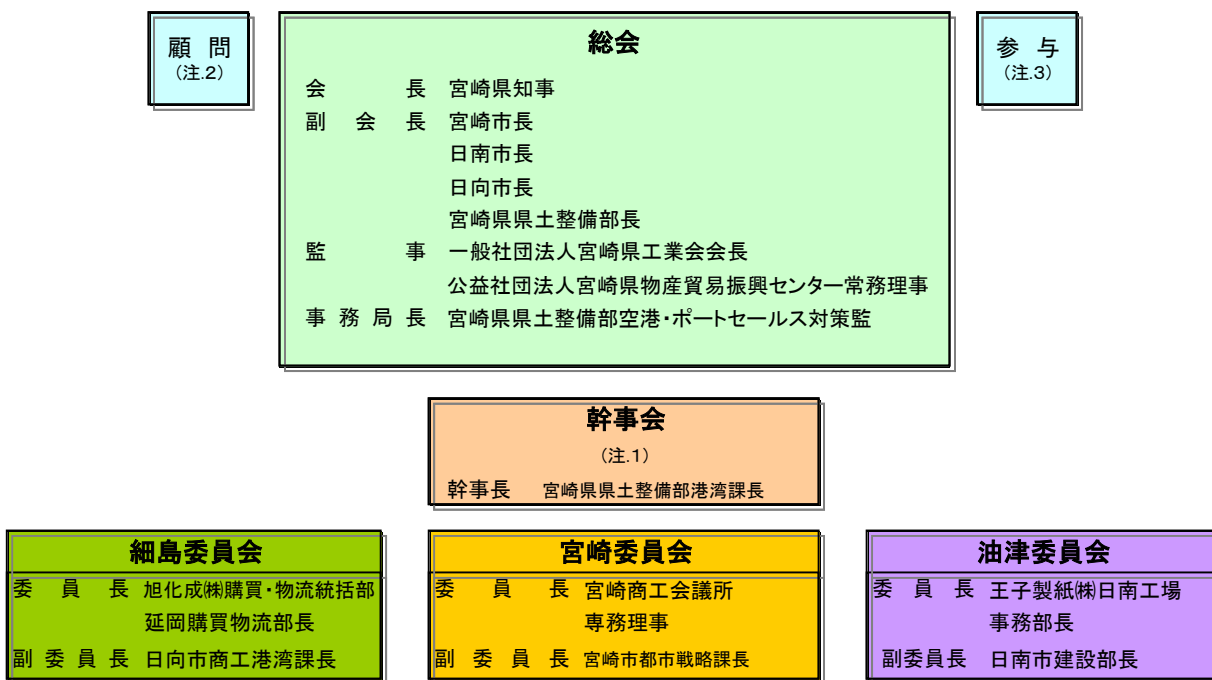 顧 問
(注.2)
総会
会 長 宮崎県知事
副 会 長 宮崎市長
日南市長
日向市長
宮崎県県土整備部長
監 事 一般社団法人宮崎県工業会会長
公益社団法人宮崎県物産貿易振興センター常務理事
事 務 局 長 宮崎県県土整備部空港・ポートセールス対策監
参 与
(注.3)
幹事会
(注.1)
幹事長 宮崎県県土整備部港湾課長
細島委員会
委 員 長 旭化成㈱購買・物流統括部
延岡購買物流部長
副 委 員 長 日向市商工港湾課長
宮崎委員会
委 員 長 宮崎商工会議所
専務理事
副 委 員 長 宮崎市都市戦略課長
油津委員会
委 員 長 王子製紙㈱日南工場
事務部長
副委員長 日南市建設部長